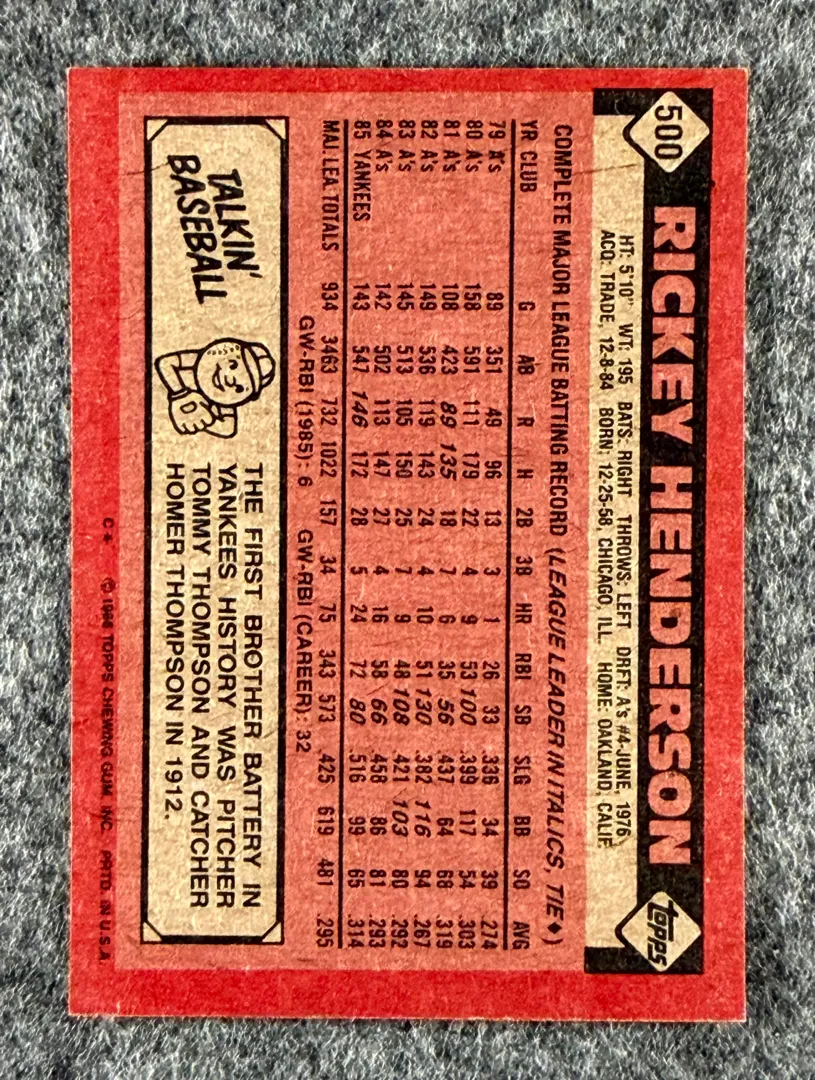 500
RICKEY HENDERSON
TOPPS
HT: 5'10" WT: 195 BATS: RIGHT THROWS: LEFT DRFT: A's #4-JUNE, 1976
ACQ: TRADE, 12-8-84 BORN: 12-25-58, CHICAGO, ILL. HOME: OAKLAND, CALIF.
COMPLETE MAJOR LEAGUE BATTING RECORD (LEAGUE LEADER IN ITALICS, TIE ♦)
YR CLUB G AB R H 2B 3B HR RBI SB SLG BB SO AVG
79 A's 89 351 49 96 13 3 1 26 33 .336 34 39 .274
80 A's 158 591 111 179 22 4 9 53 100 .399 117 54 .303
81 A's 108 423 89 135 18 7 6 35 56 .437 64 68 .319
82 A's 149 536 119 143 24 4 10 51 130 .382 116 94 .267
83 A's 145 513 105 150 25 7 9 48 108 .421 103 80 .292
84 A's 142 502 113 147 27 4 16 58 66 .458 86 81 .293
85 YANKEES 143 547 146 172 28 5 24 72 80 .516 99 65 .314
MAJ. LEA. TOTALS 934 3463 732 1022 157 34 75 343 573 .425 619 481 .295
GW-RBI (1985): 6 GW-RBI (CAREER): 32
TALKIN'
BASEBALL
THE FIRST BROTHER BATTERY IN
YANKEES HISTORY WAS PITCHER
TOMMY THOMPSON AND CATCHER
HOMER THOMPSON IN 1912.
C* © 1986 TOPPS CHEWING GUM, INC. PRTD. IN U.S.A.